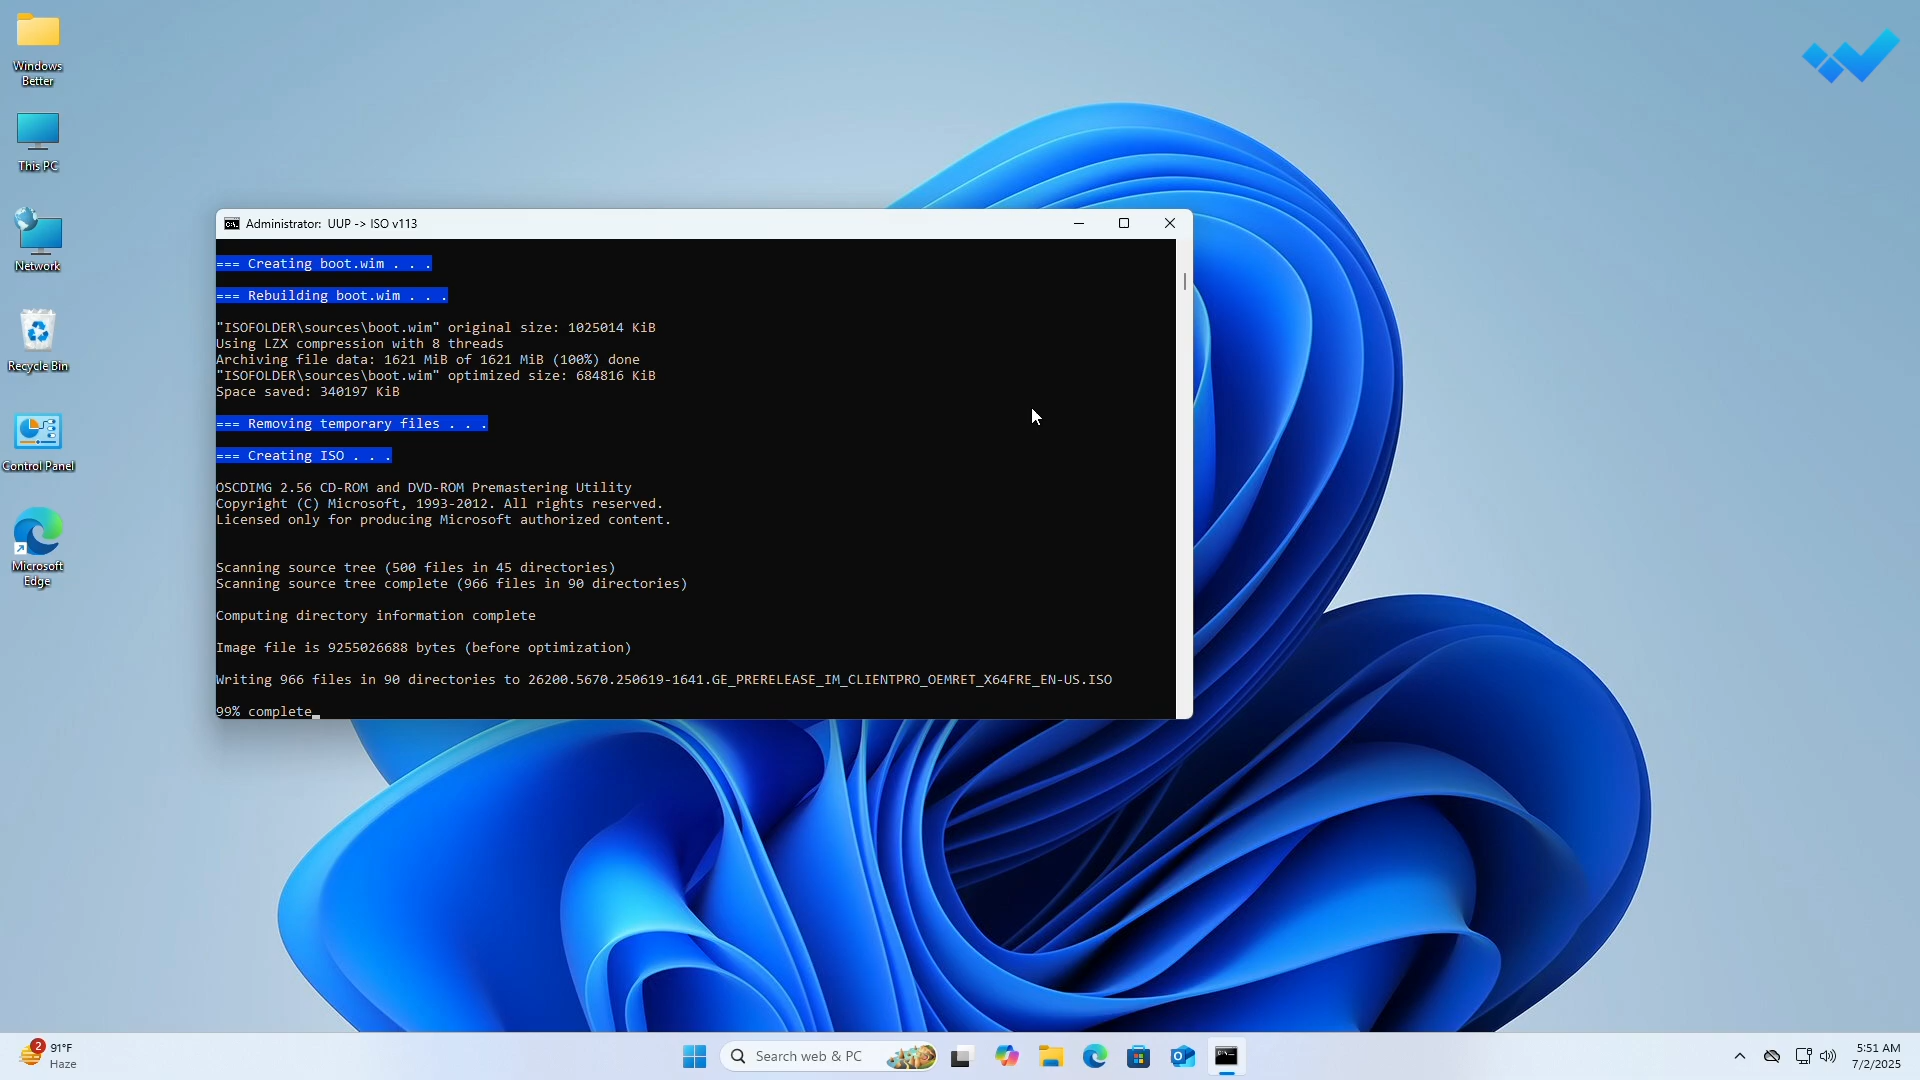 Windows
Better
This PC
Network
Recycle Bin
Control Panel
Microsoft
Edge
Administrator:  UUP -> ISO v113
=== Creating boot.wim . . .
=== Rebuilding boot.wim . . .
"ISOFOLDER\sources\boot.wim" original size: 1025014 KiB
Using LZX compression with 8 threads
Archiving file data: 1621 MiB of 1621 MiB (100%) done
"ISOFOLDER\sources\boot.wim" optimized size: 684816 KiB
Space saved: 340197 KiB
=== Removing temporary files . . .
=== Creating ISO . . .
OSCDIMG 2.56 CD-ROM and DVD-ROM Premastering Utility
Copyright (C) Microsoft, 1993-2012. All rights reserved.
Licensed only for producing Microsoft authorized content.
Scanning source tree (500 files in 45 directories)
Scanning source tree complete (966 files in 90 directories)
Computing directory information complete
Image file is 9255026688 bytes (before optimization)
Writing 966 files in 90 directories to 26200.5670.250619-1641.GE_PRERELEASE_IM_CLIENTPRO_OEMRET_X64FRE_EN-US.ISO
99% complete
2
91°F
Haze
Search web & PC
5:51 AM
7/2/2025